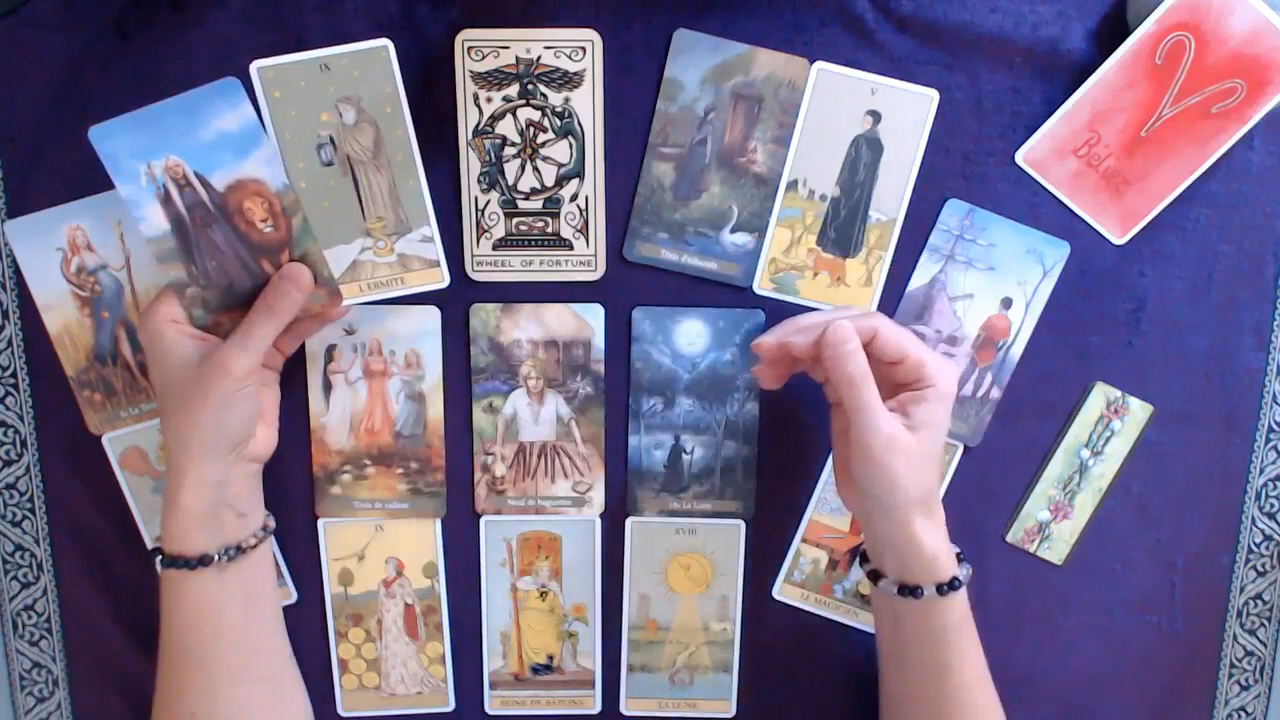 IX
X
V
Bélier
L'ERMITE
WHEEL OF FORTUNE
Trois de calices
Neuf de baguettes
18• La Lune
IX
XVIII
LE MAGICIEN
REINE DE BATONS
LA LUNE